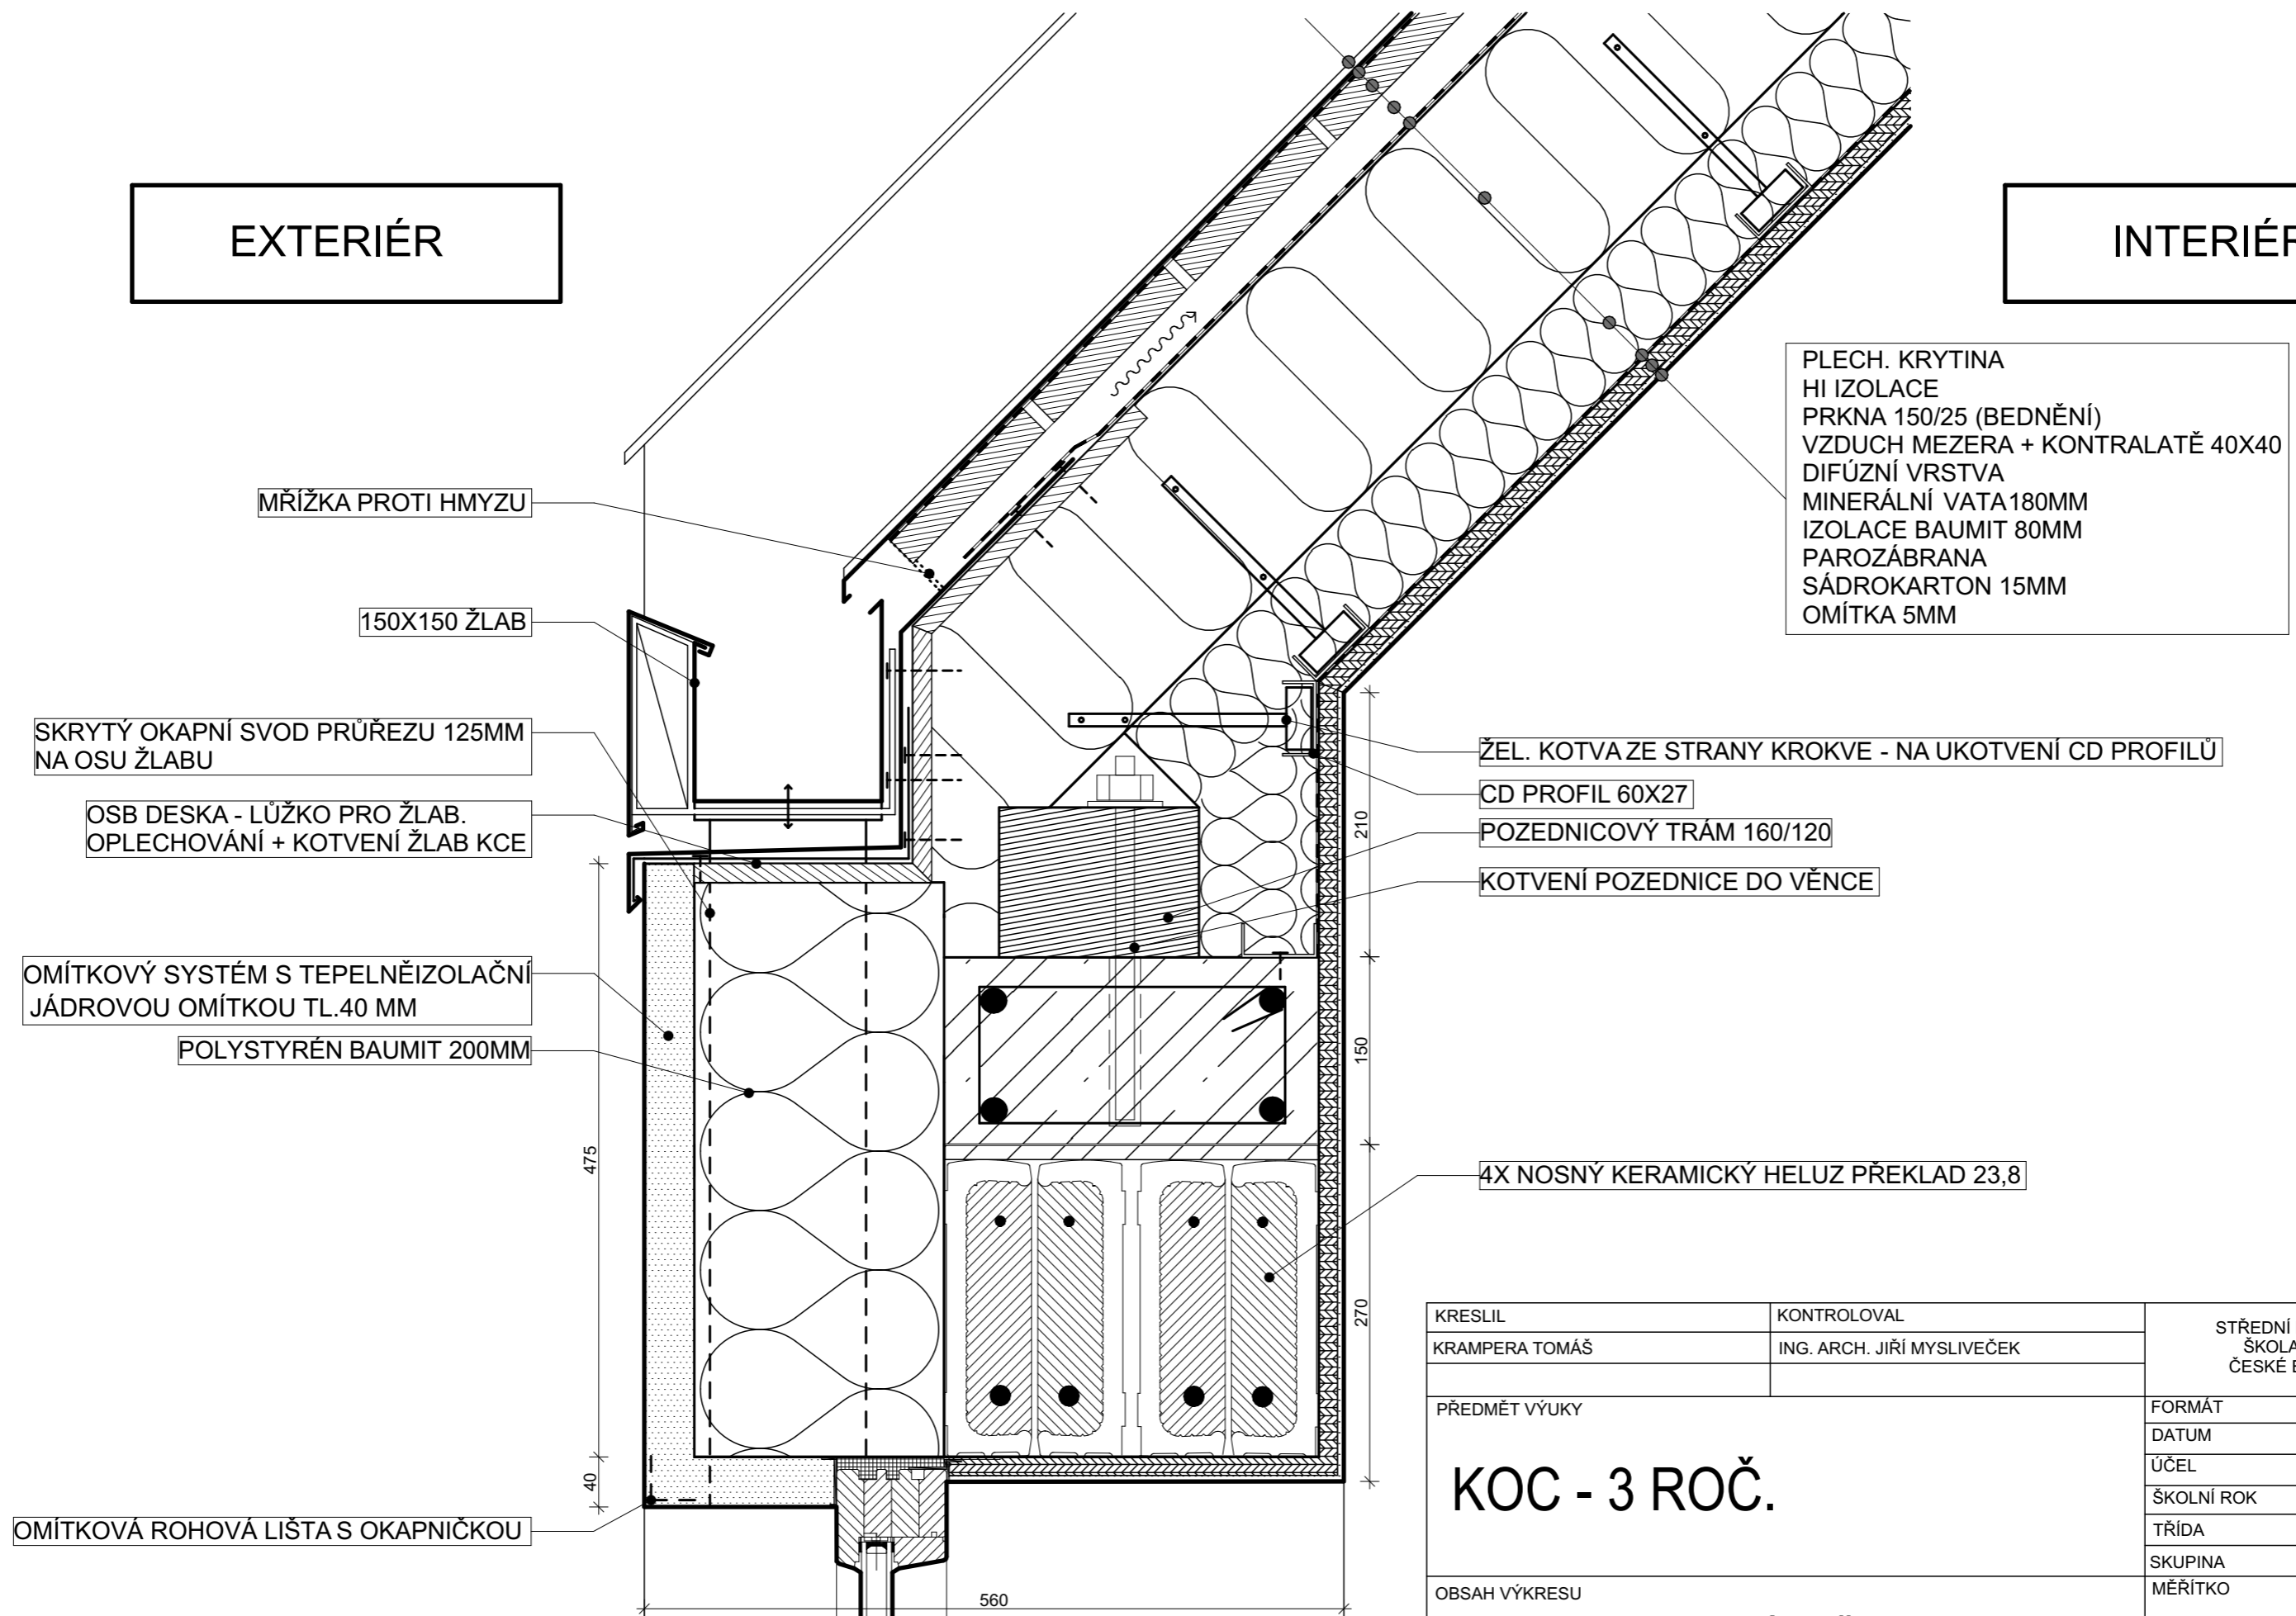 EXTERIÉR
INTERIÉR
PLECH. KRYTINA
HI IZOLACE
PRKNA 150/25 (BEDNĚNÍ)
VZDUCH MEZERA + KONTRALATĚ 40X40
DIFÚZNÍ VRSTVA
MINERÁLNÍ VATA180MM
IZOLACE BAUMIT 80MM
PAROZÁBRANA
SÁDROKARTON 15MM
OMÍTKA 5MM
MŘÍŽKA PROTI HMYZU
150X150 ŽLAB
SKRYTÝ OKAPNÍ SVOD PRŮŘEZU 125MM
NA OSU ŽLABU
OSB DESKA - LŮŽKO PRO ŽLAB.
OPLECHOVÁNÍ + KOTVENÍ ŽLAB KCE
OMÍTKOVÝ SYSTÉM S TEPELNĚIZOLAČNÍ
JÁDROVOU OMÍTKOU TL.40 MM
POLYSTYRÉN BAUMIT 200MM
OMÍTKOVÁ ROHOVÁ LIŠTA S OKAPNIČKOU
ŽEL. KOTVA ZE STRANY KROKVE - NA UKOTVENÍ CD PROFILŮ
CD PROFIL 60X27
POZEDNICOVÝ TRÁM 160/120
KOTVENÍ POZEDNICE DO VĚNCE
4X NOSNÝ KERAMICKÝ HELUZ PŘEKLAD 23,8
210
150
270
475
40
560
KRESLIL
KONTROLOVAL
KRAMPERA TOMÁŠ
ING. ARCH. JIŘÍ MYSLIVEČEK
STŘEDNÍ
ŠKOLA
ČESKÉ
PŘEDMĚT VÝUKY
KOC - 3 ROČ.
FORMÁT
DATUM
ÚČEL
ŠKOLNÍ ROK
TŘÍDA
SKUPINA
MĚŘÍTKO
OBSAH VÝKRESU